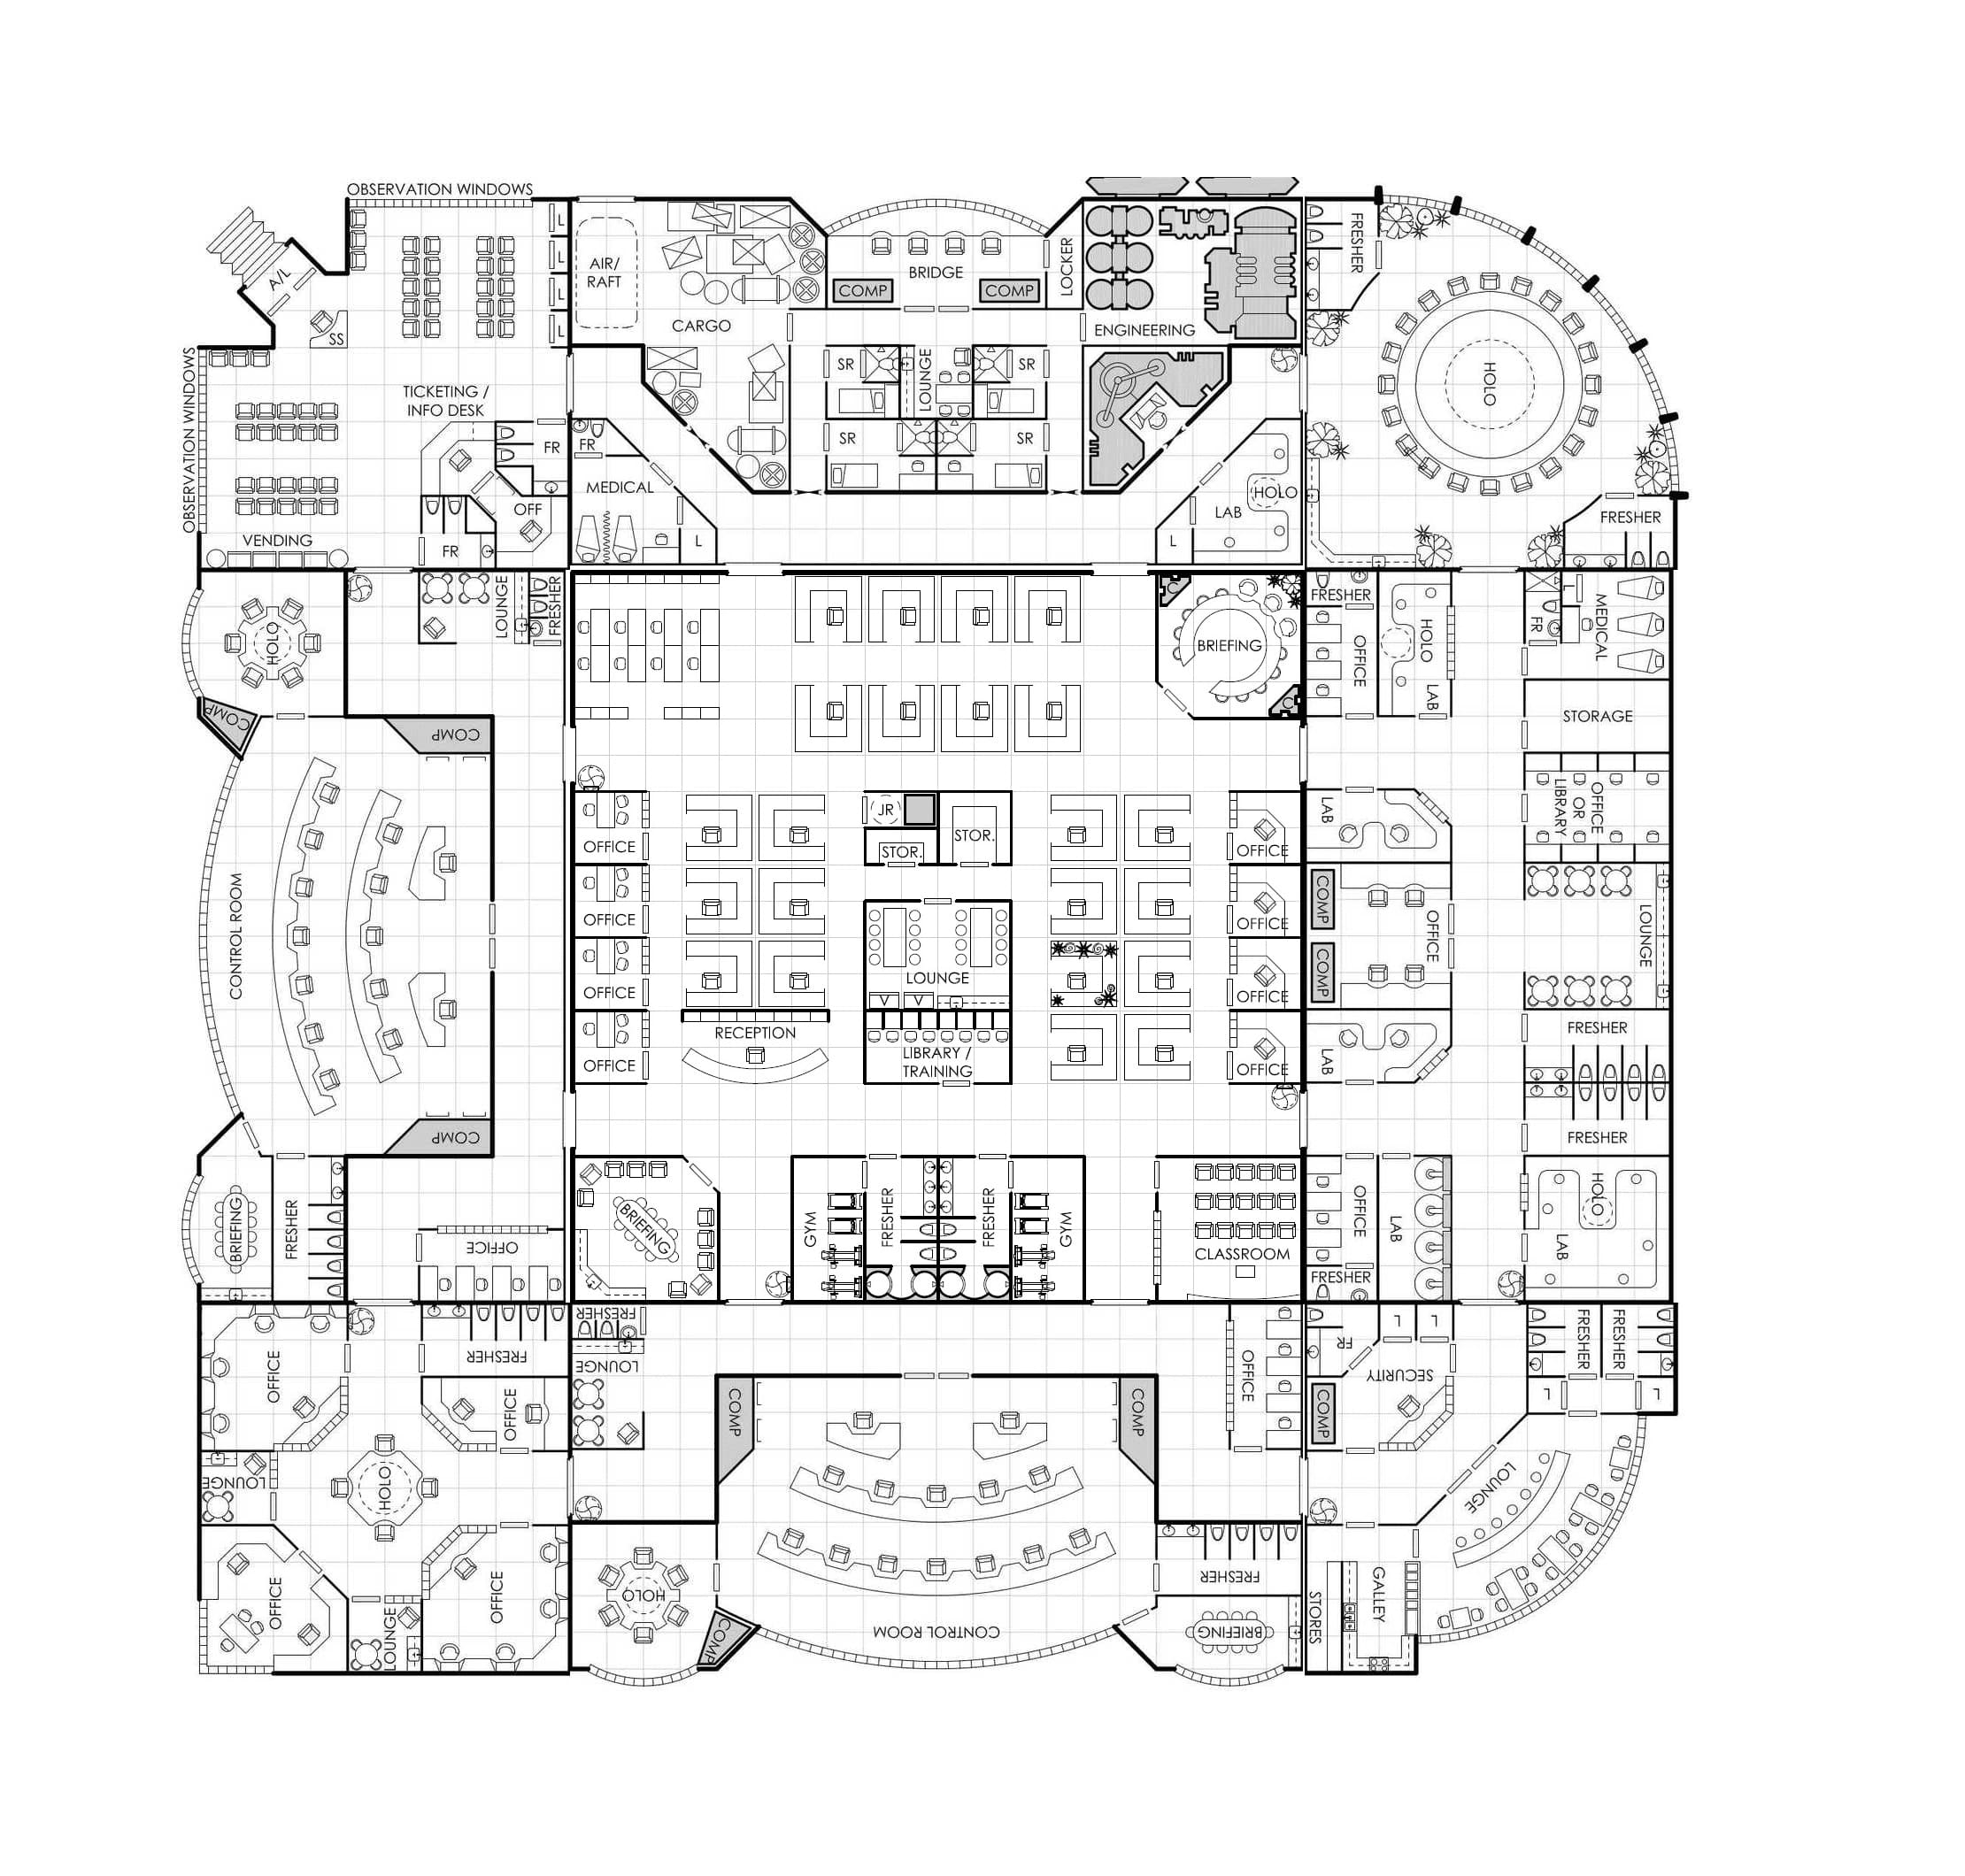 OBSERVATION WINDOWS
A/L
SS
L
L
L
L
OBSERVATION WINDOWS
TICKETING /
INFO DESK
FR
OFF
FR
VENDING
AIR/
RAFT
CARGO
BRIDGE
COMP
COMP
LOCKER
ENGINEERING
SR
LOUNGE
SR
SR
SR
FR
MEDICAL
L
HOLO
LAB
L
FRESHER
HOLO
FRESHER
HOLO
COMP
LOUNGE
FRESHER
COMP
CONTROL ROOM
COMP
BRIEFING
FRESHER
OFFICE
C
BRIEFING
C
OFFICE
OFFICE
OFFICE
OFFICE
JR
STOR.
STOR.
LOUNGE
V
V
LIBRARY /
TRAINING
RECEPTION
OFFICE
OFFICE
OFFICE
OFFICE
BRIEFING
GYM
FRESHER
FRESHER
GYM
CLASSROOM
FRESHER
OFFICE
HOLO
LAB
L
FR
MEDICAL
STORAGE
LAB
OFFICE
OR
LIBRARY
COMP
COMP
OFFICE
LOUNGE
LAB
FRESHER
FRESHER
OFFICE
LAB
FRESHER
HOLO
LAB
OFFICE
FRESHER
OFFICE
LOUNGE
HOLO
OFFICE
LOUNGE
OFFICE
FRESHER
LOUNGE
COMP
COMP
OFFICE
HOLO
COMP
CONTROL ROOM
FRESHER
BRIEFING
FR
L
L
SECURITY
COMP
FRESHER
FRESHER
L
L
LOUNGE
STORES
GALLEY